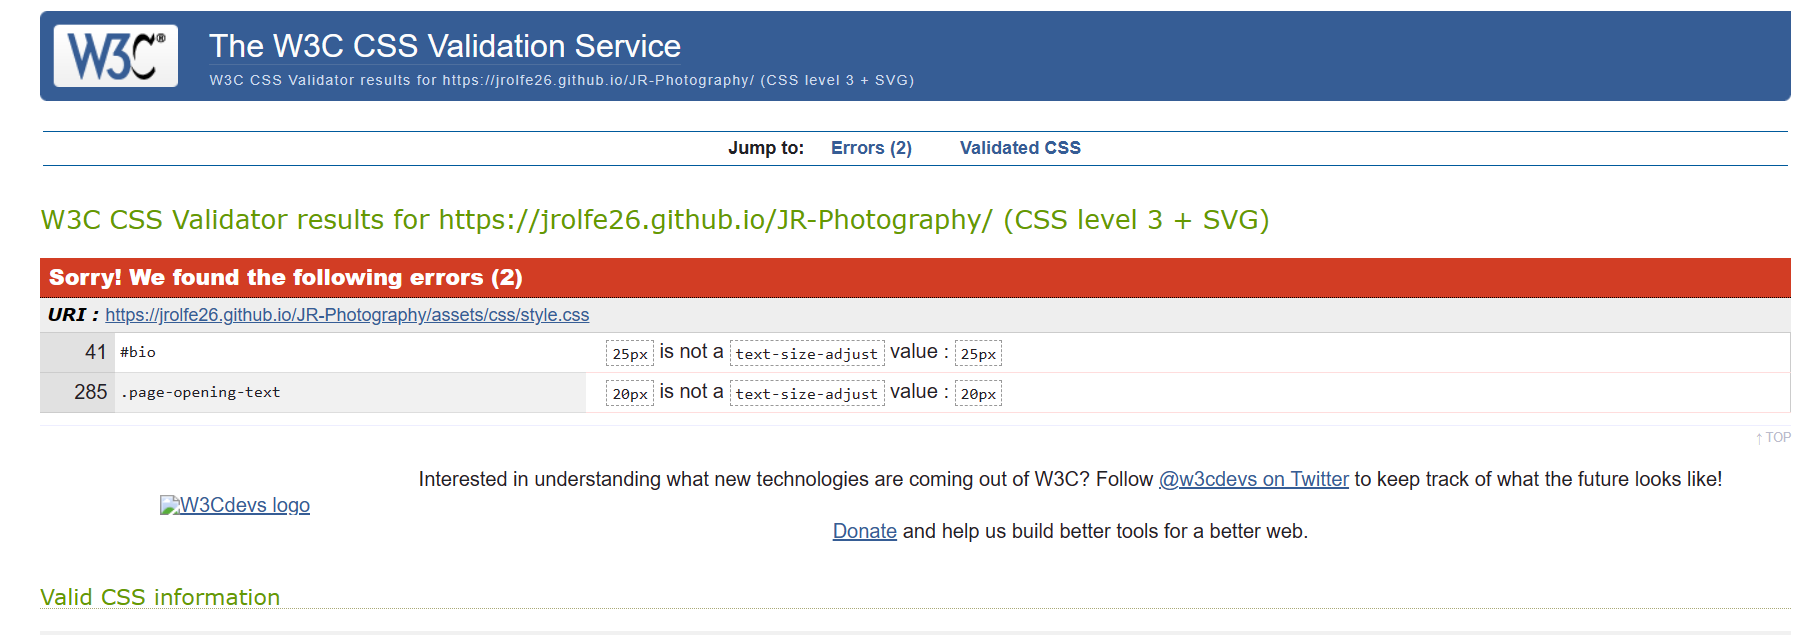 W3C®
The W3C CSS Validation Service
W3C CSS Validator results for https://jrolfe26.github.io/JR-Photography/ (CSS level 3 + SVG)
Jump to: Errors (2) Validated CSS
W3C CSS Validator results for https://jrolfe26.github.io/JR-Photography/ (CSS level 3 + SVG)
Sorry! We found the following errors (2)
URI : https://jrolfe26.github.io/JR-Photography/assets/css/style.css
41 #bio 25px is not a text-size-adjust value : 25px
285 .page-opening-text 20px is not a text-size-adjust value : 20px
↑ TOP
Interested in understanding what new technologies are coming out of W3C? Follow @w3cdevs on Twitter to keep track of what the future looks like!
W3Cdevs logo
Donate and help us build better tools for a better web.
Valid CSS information